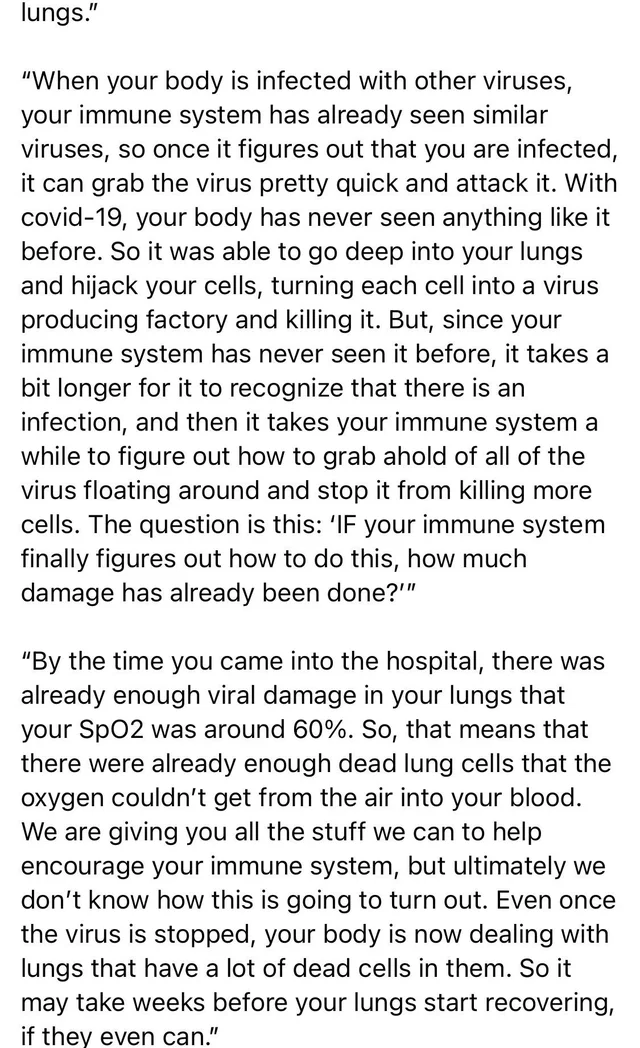 lungs.”
“When your body is infected with other viruses,
your immune system has already seen similar
viruses, so once it figures out that you are infected,
it can grab the virus pretty quick and attack it. With
covid-19, your body has never seen anything like it
before. So it was able to go deep into your lungs
and hijack your cells, turning each cell into a virus
producing factory and killing it. But, since your
immune system has never seen it before, it takes a
bit longer for it to recognize that there is an
infection, and then it takes your immune system a
while to figure out how to grab ahold of all of the
virus floating around and stop it from killing more
cells. The question is this: ‘IF your immune system
finally figures out how to do this, how much
damage has already been done?’”
“By the time you came into the hospital, there was
already enough viral damage in your lungs that
your SpO2 was around 60%. So, that means that
there were already enough dead lung cells that the
oxygen couldn’t get from the air into your blood.
We are giving you all the stuff we can to help
encourage your immune system, but ultimately we
don’t know how this is going to turn out. Even once
the virus is stopped, your body is now dealing with
lungs that have a lot of dead cells in them. So it
may take weeks before your lungs start recovering,
if they even can.”